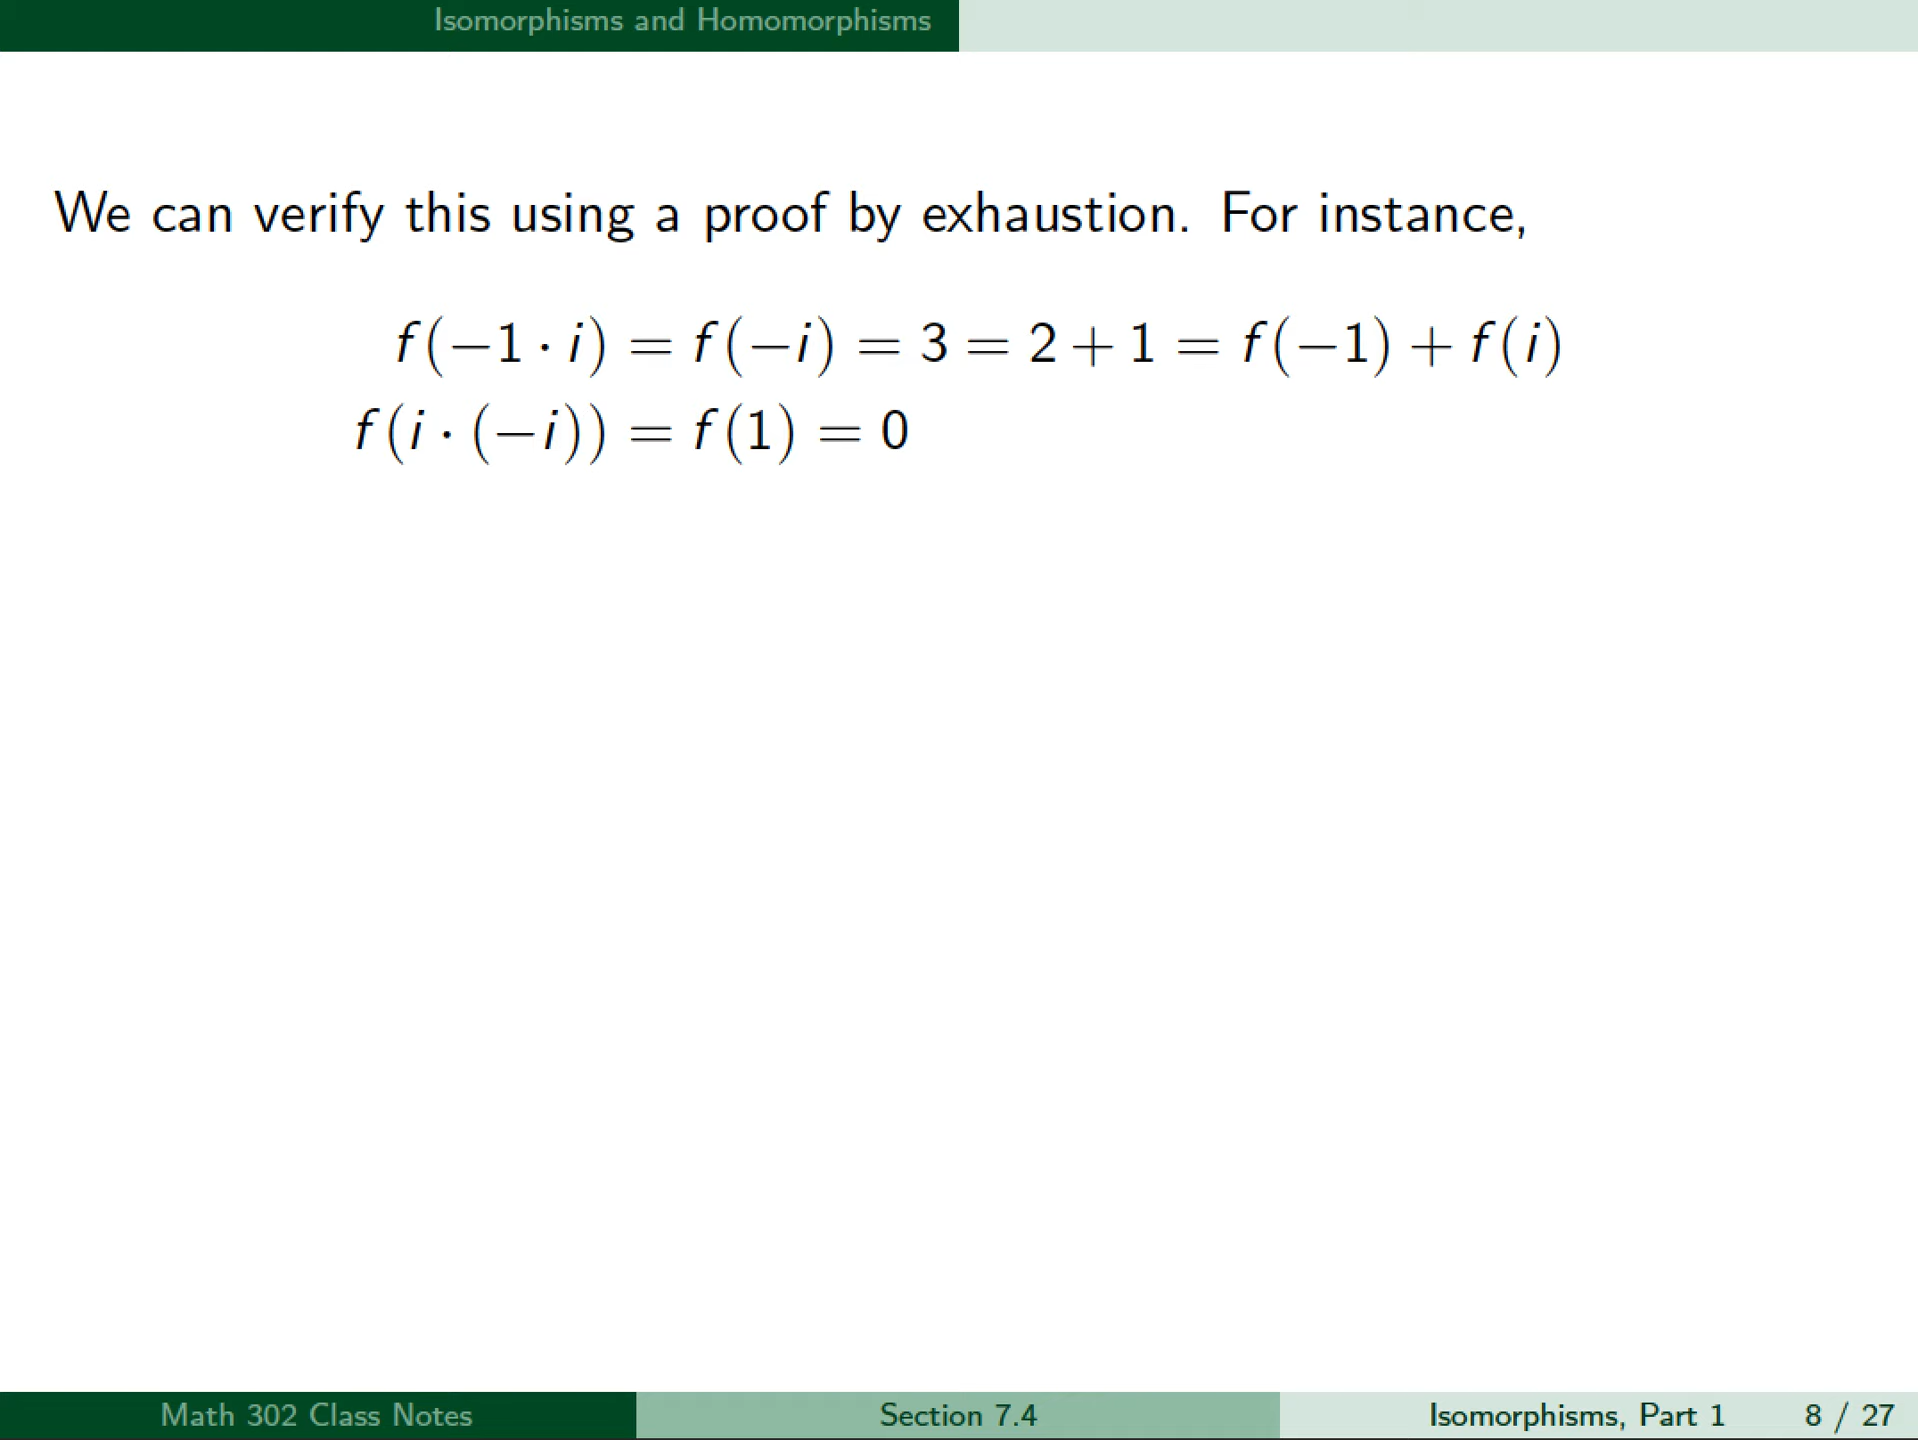 Isomorphisms and Homomorphisms
We can verify this using a proof by exhaustion. For instance,
f(−1 · i) = f(−i) = 3 = 2 + 1 = f(−1) + f(i)
f(i · (−i)) = f(1) = 0
Math 302 Class Notes Section 7.4 Isomorphisms, Part 1 8 / 27